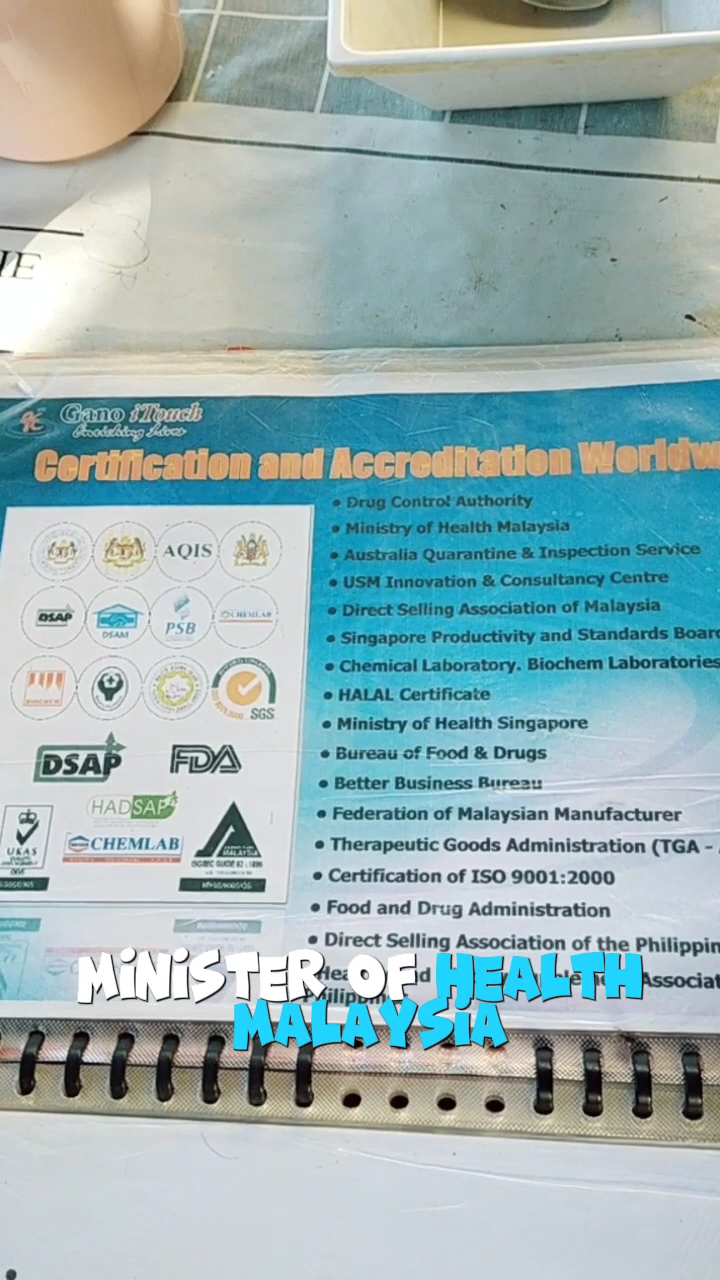 Gano iTouch
Enriching Lives
Certification and Accreditation Worldw
• Drug Control Authority
• Ministry of Health Malaysia
• Australia Quarantine & Inspection Service
• USM Innovation & Consultancy Centre
• Direct Selling Association of Malaysia
• Singapore Productivity and Standards Board
• Chemical Laboratory. Biochem Laboratories
• HALAL Certificate
• Ministry of Health Singapore
• Bureau of Food & Drugs
• Better Business Bureau
• Federation of Malaysian Manufacturer
• Therapeutic Goods Administration (TGA -
• Certification of ISO 9001:2000
• Food and Drug Administration
• Direct Selling Association of the Philippin
Associat
AQIS
DSAP
DSAM
PSB
CHEMLAB
BIOCHEM
SGS
DSAP
FDA
HADSAP
UKAS
CHEMLAB
MINISTER OF HEALTH
MALAYSIA